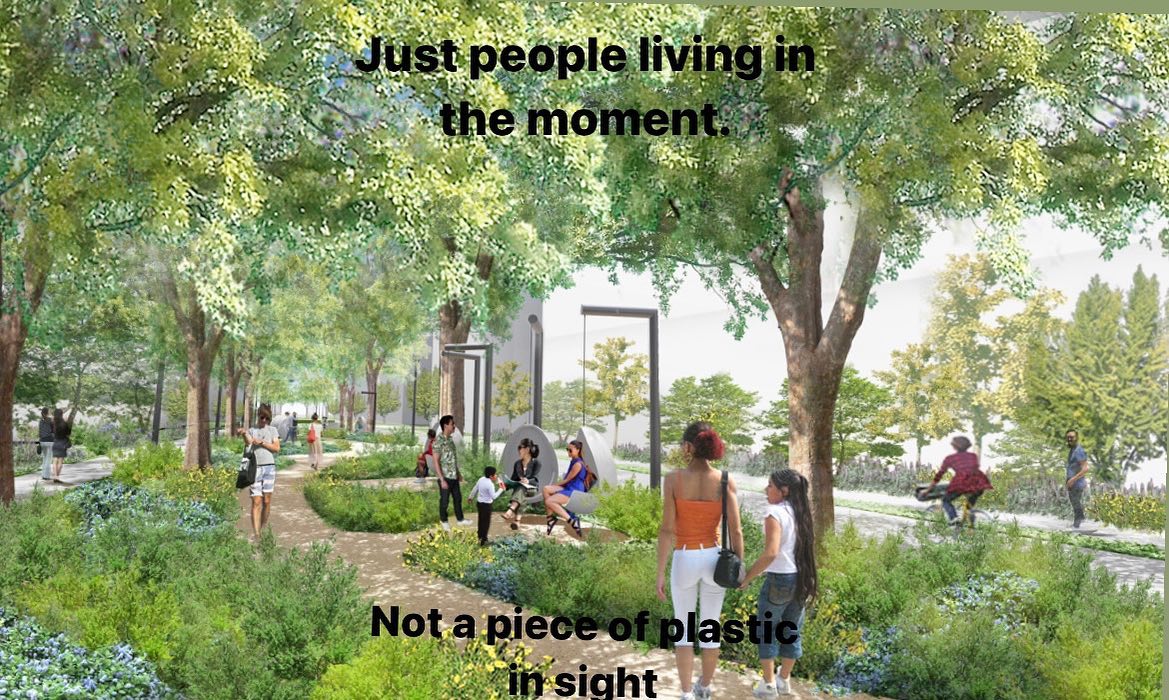 Just people living in
the moment.
Not a piece of plastic
in sight